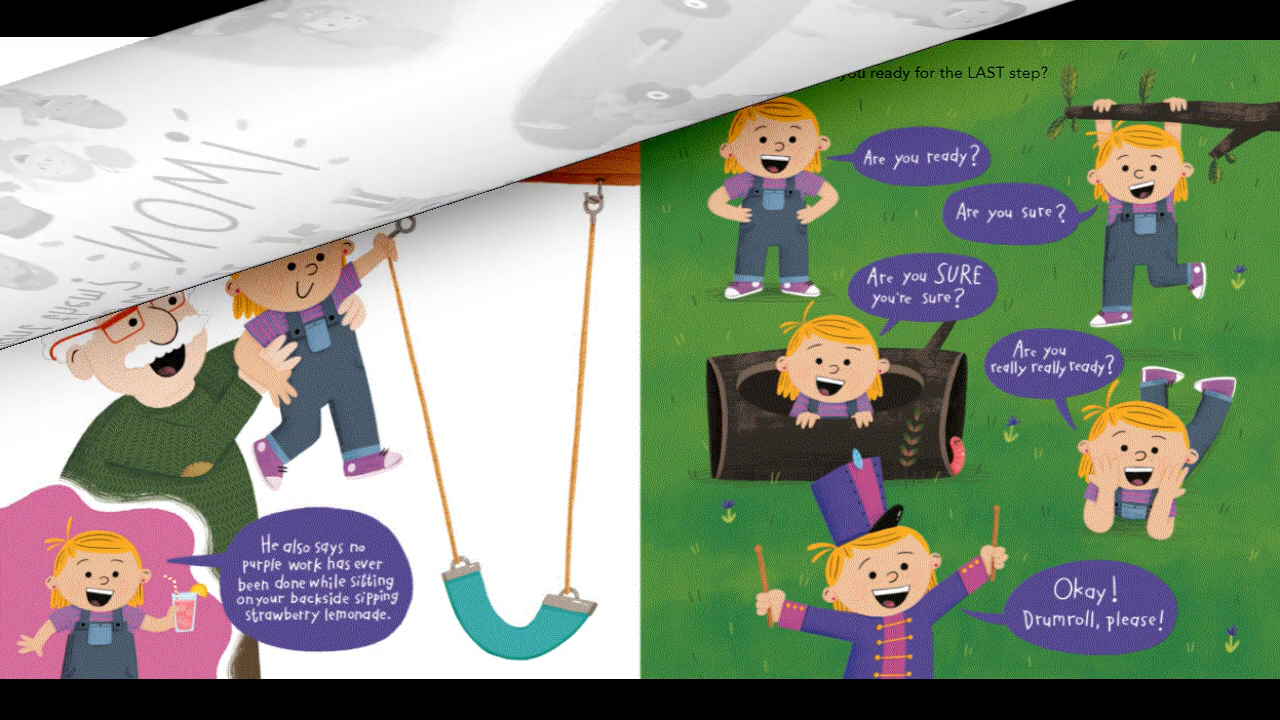 NOW!
He also says no
purple work has ever
been done while sitting
on your backside sipping
strawberry lemonade.
you ready for the LAST step?
Are you ready?
Are you sure?
Are you SURE
you're sure?
Are you
really really ready?
Okay!
Drumroll, please!